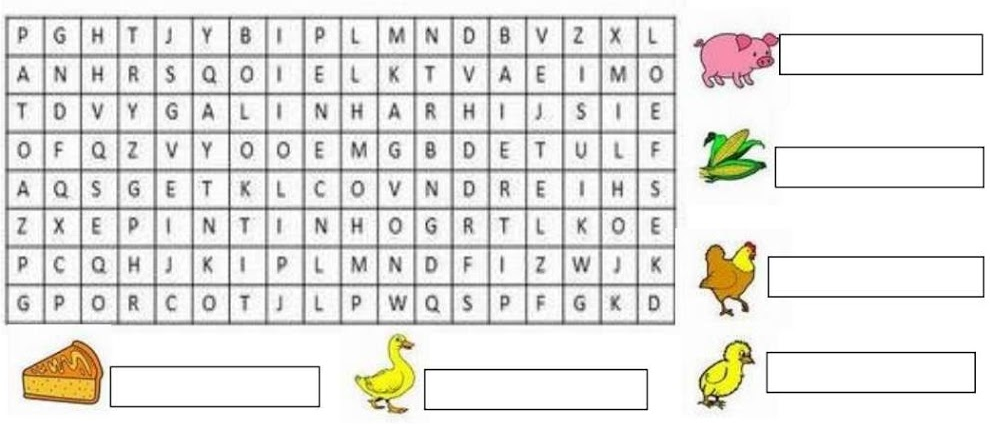 P G H T J Y B I P L M N D B V Z X L
A N H R S Q O I E L K T V A E I M O
T D V Y G A L I N H A R H I J S I E
O F Q Z V Y O O E M G B D E T U L F
A Q S G E T K L C O V N D R E I H S
Z X E P I N T I N H O G R T L K O E
P C Q H J K I P L M N D F I Z W J K
G P O R C O T J L P W Q S P F G K D